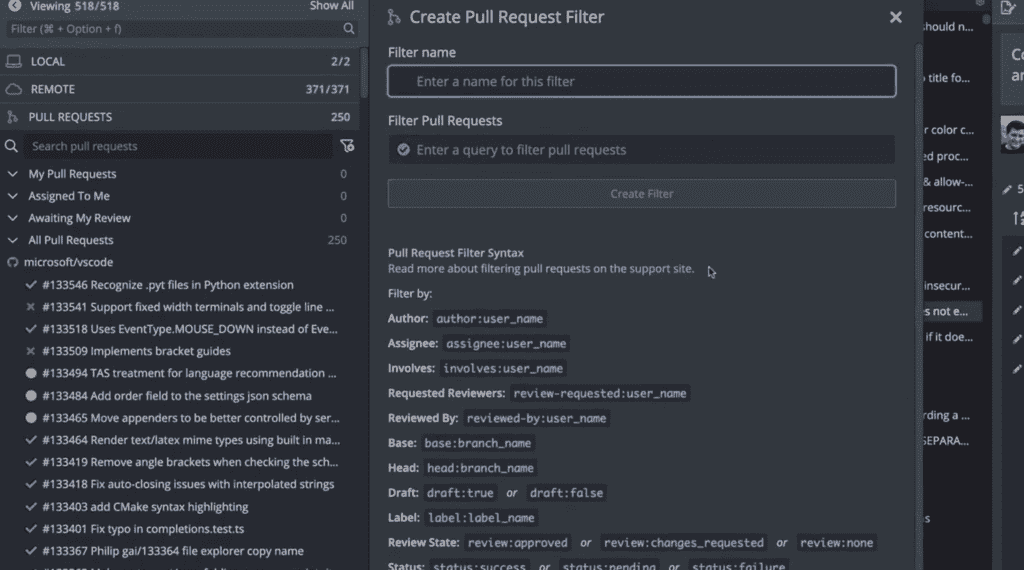 Viewing 518/518 Show All
Filter (⌘ + Option + f)
LOCAL 2/2
REMOTE 371/371
PULL REQUESTS 250
Search pull requests
My Pull Requests 0
Assigned To Me 0
Awaiting My Review 0
All Pull Requests 250
microsoft/vscode
#133546 Recognize .pyt files in Python extension
#133541 Support fixed width terminals and toggle line ...
#133518 Uses EventType.MOUSE_DOWN instead of Eve...
#133509 Implements bracket guides
#133494 TAS treatment for language recommendation ...
#133484 Add order field to the settings json schema
#133465 Move appenders to be better controlled by ser...
#133464 Render text/latex mime types using built in ma...
#133419 Remove angle brackets when checking the sch...
#133418 Fix auto-closing issues with interpolated strings
#133403 add CMake syntax highlighting
#133401 Fix typo in completions.test.ts
#133367 Philip gai/133364 file explorer copy name
Create Pull Request Filter
Filter name
Enter a name for this filter
Filter Pull Requests
Enter a query to filter pull requests
Create Filter
Pull Request Filter Syntax
Read more about filtering pull requests on the support site.
Filter by:
Author: author:user_name
Assignee: assignee:user_name
Involves: involves:user_name
Requested Reviewers: review-requested:user_name
Reviewed By: reviewed-by:user_name
Base: base:branch_name
Head: head:branch_name
Draft: draft:true or draft:false
Label: label:label_name
Review State: review:approved or review:changes_requested or review:none
Status: status:success or status:pending or status:failure
should n...
title fo...
r color c...
ed proc...
& allow-...
resourc...
content...
insecur...
s not e...
if it doe...
rding a ...
SEPARA...